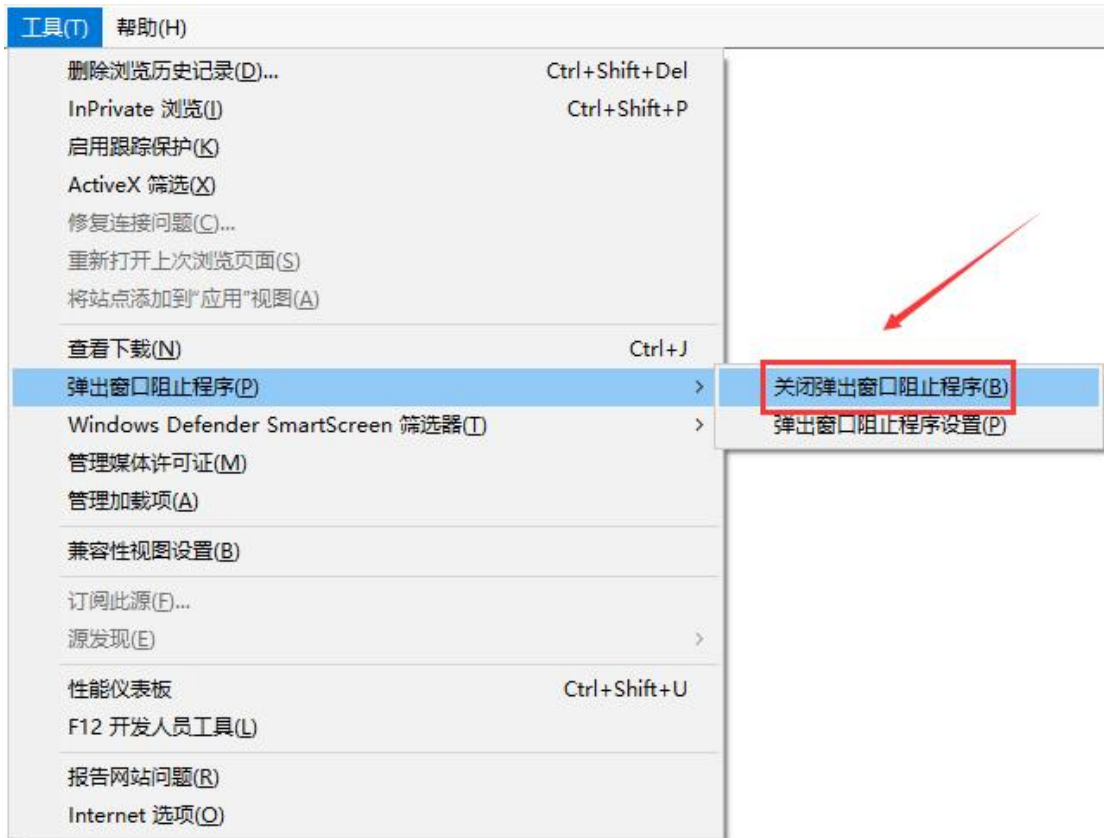 工具(T) 帮助(H)
删除浏览历史记录(D)... Ctrl+Shift+Del
InPrivate 浏览(I) Ctrl+Shift+P
启用跟踪保护(K)
ActiveX 筛选(X)
修复连接问题(C)...
重新打开上次浏览页面(S)
将站点添加到“应用”视图(A)
查看下载(N) Ctrl+J
弹出窗口阻止程序(P) > 关闭弹出窗口阻止程序(B)
Windows Defender SmartScreen 筛选器(T) > 弹出窗口阻止程序设置(P)
管理媒体许可证(M)
管理加载项(A)
兼容性视图设置(B)
订阅此源(F)...
源发现(E) >
性能仪表板 Ctrl+Shift+U
F12 开发人员工具(L)
报告网站问题(R)
Internet 选项(O)